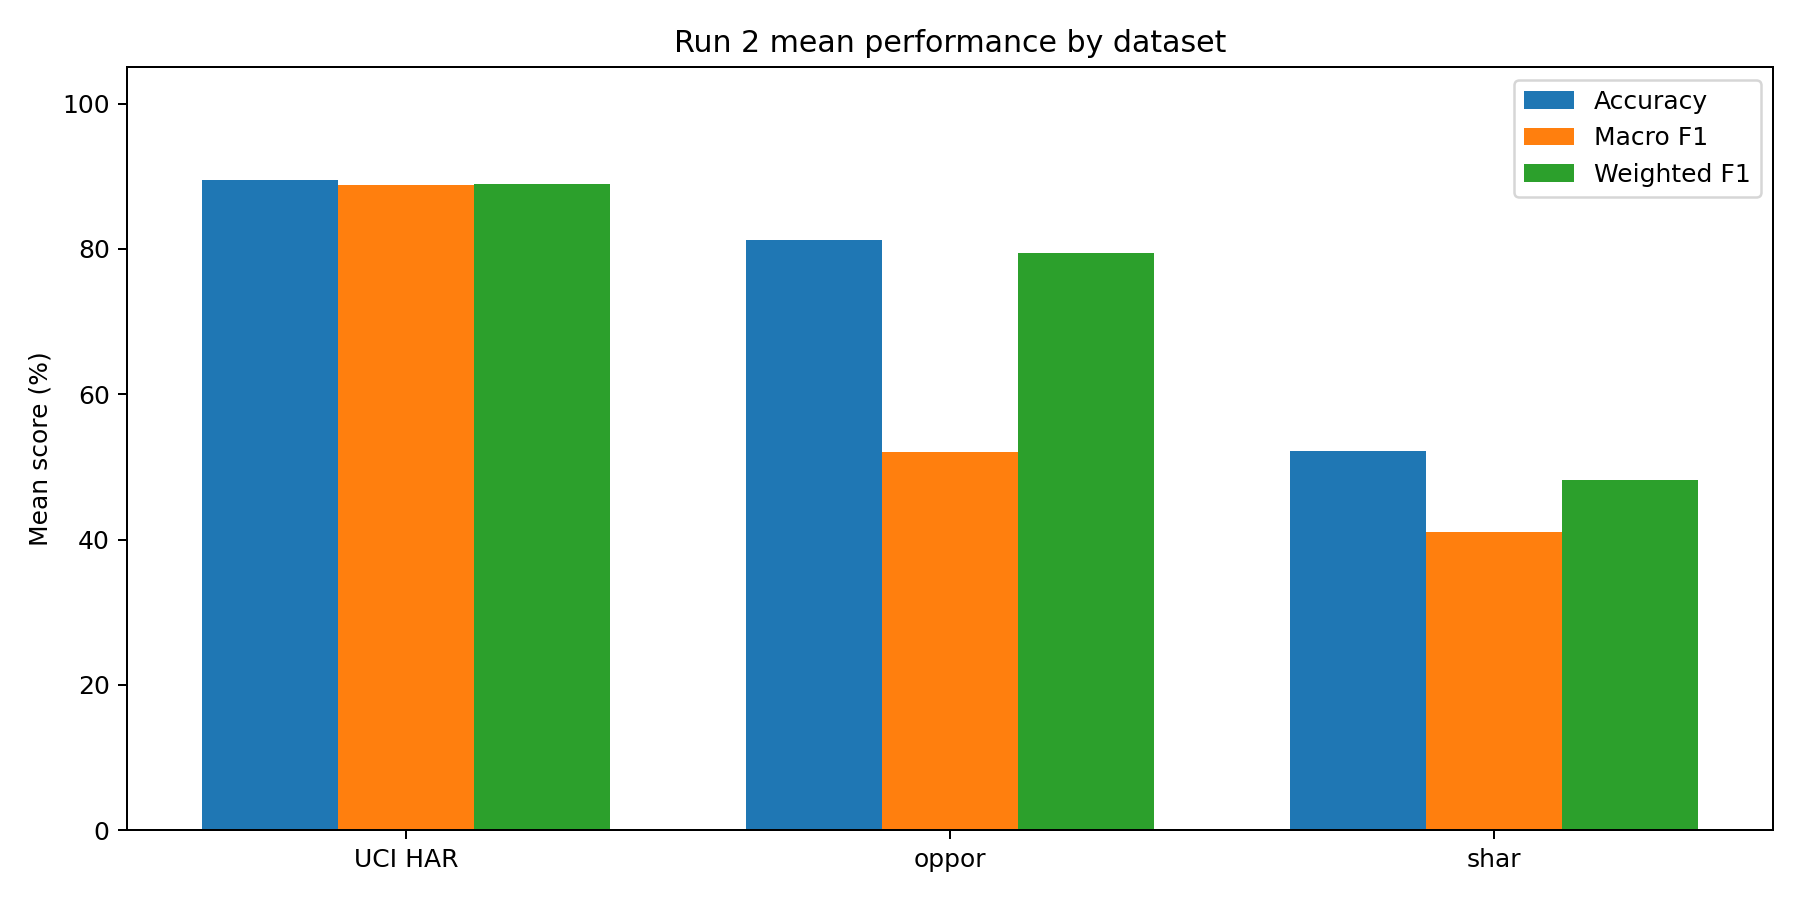 Run 2 mean performance by dataset
Accuracy
Macro F1
Weighted F1
Mean score (%)
100
80
60
40
20
0
UCI HAR
oppor
shar